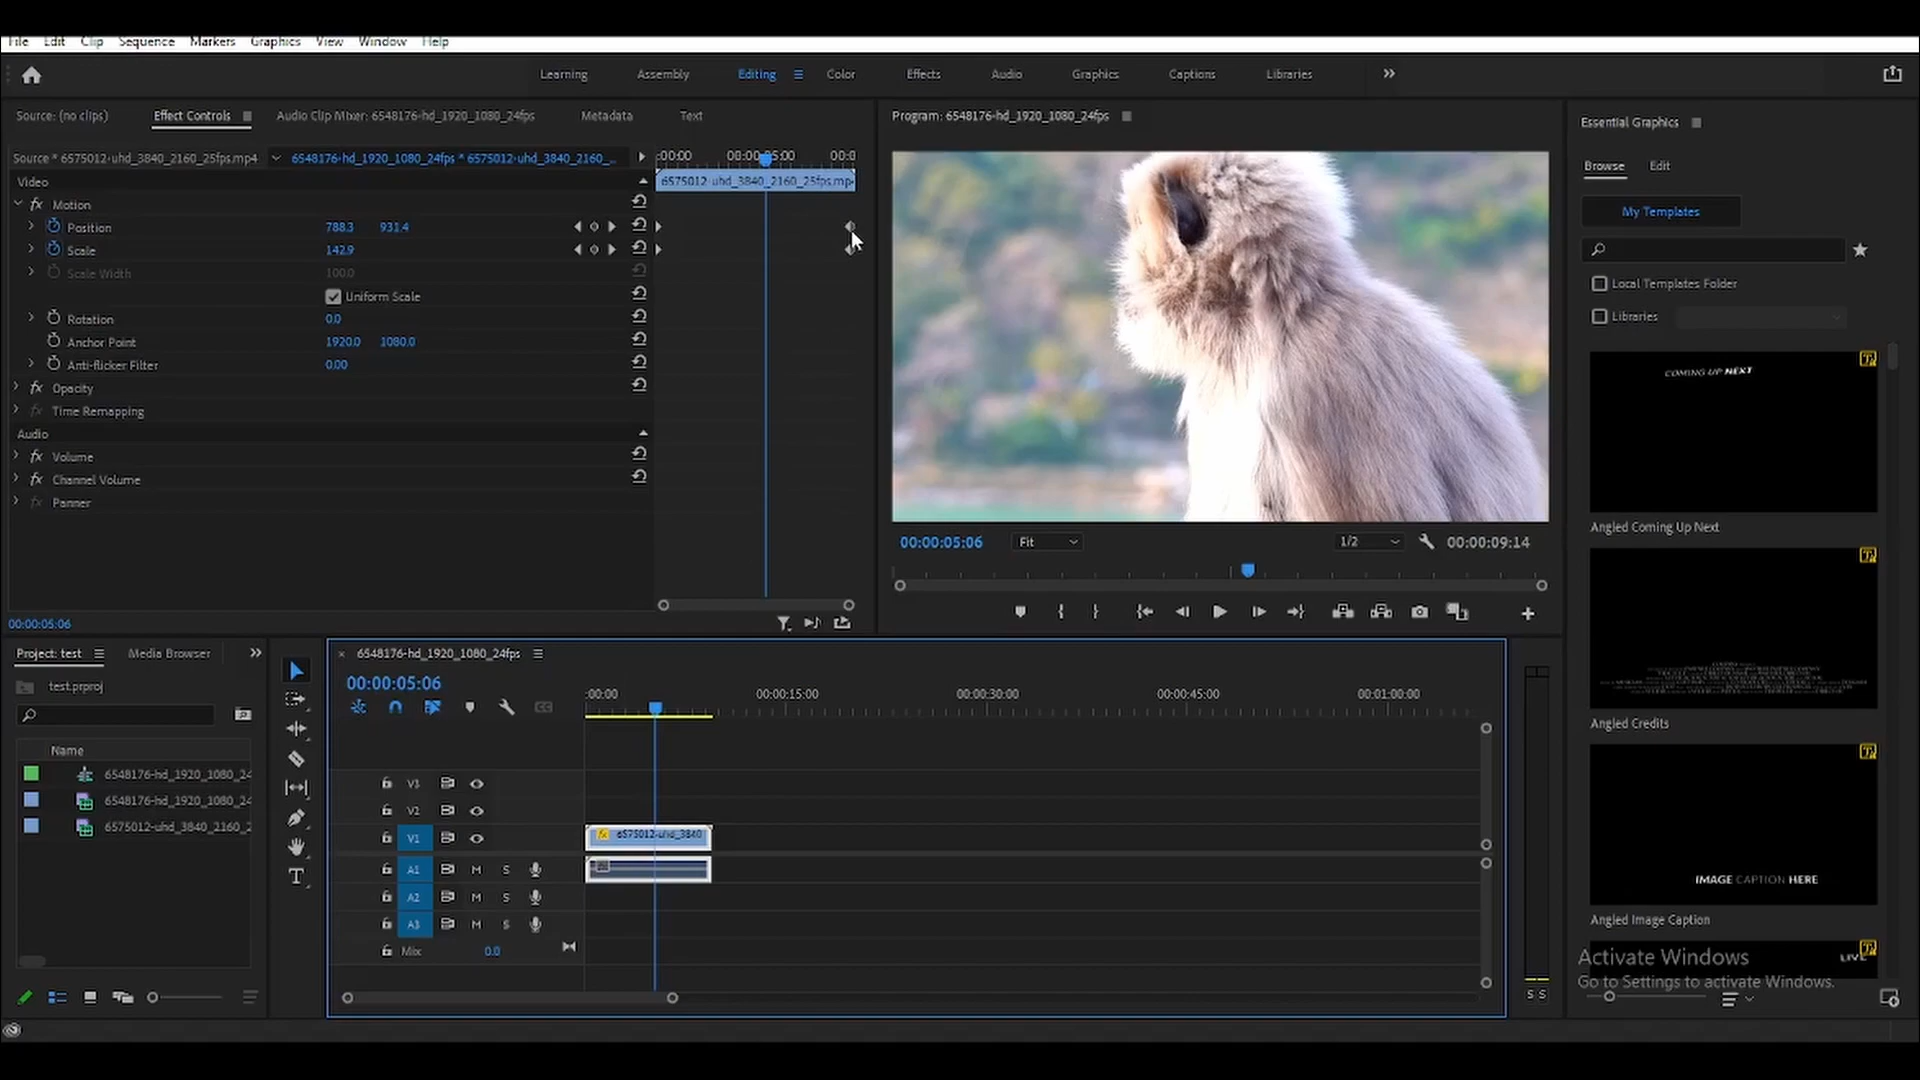 File Edit Clip Sequence Markers Graphics View Window Help
Learning Assembly Editing Color Effects Audio Graphics Captions Libraries
Source: (no clips) Effect Controls Audio Clip Mixer: 6548176-hd_1920_1080_24fps Metadata Text
Source * 6575012-uhd_3840_2160_25fps.mp4 6548176-hd_1920_1080_24fps * 6575012-uhd_3840_2160_...
:00:00 00:00:05:00 00:0
6575012-uhd_3840_2160_25fps.mp4
Video
fx Motion
Position 788.3 931.4
Scale 142.9
Scale Width 100.0
Uniform Scale
Rotation 0.0
Anchor Point 1920.0 1080.0
Anti-flicker Filter 0.00
fx Opacity
fx Time Remapping
Audio
fx Volume
fx Channel Volume
fx Panner
00:00:05:06
Program: 6548176-hd_1920_1080_24fps
00:00:05:06 Fit 1/2 00:00:09:14
Essential Graphics
Browse Edit
My Templates
Local Templates Folder
Libraries
COMING UP NEXT
Angled Coming Up Next
Angled Credits
IMAGE CAPTION HERE
Angled Image Caption
LIVE
Activate Windows
Go to Settings to activate Windows.
Project: test Media Browser
test.prproj
Name
6548176-hd_1920_1080_24
6548176-hd_1920_1080_24
6575012-uhd_3840_2160_2
6548176-hd_1920_1080_24fps
00:00:05:06
:00:00 00:00:15:00 00:00:30:00 00:00:45:00 00:01:00:00
V3
V2
V1 fx 6575012-uhd_3840
A1 M S
A2 M S
A3 M S
Mix 0.0
S S